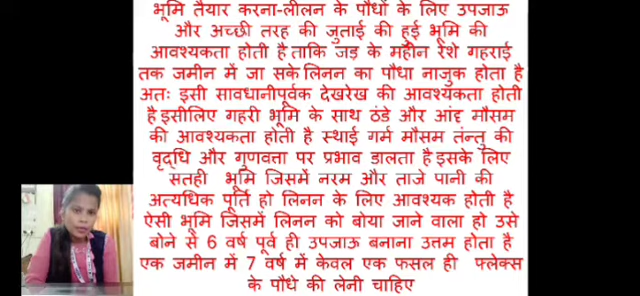 भूमि तैयार करना-लीलन के पौधों के लिए उपजाऊ
और अच्छी तरह की जुताई की हुई भूमि की
आवश्यकता होती है ताकि जड़ के महीन रेशे गहराई
तक जमीन में जा सके लिनन का पौधा नाजुक होता है
अतः इसी सावधानीपूर्वक देखरेख की आवश्यकता होती
है इसीलिए गहरी भूमि के साथ ठंडे और आंद्र मौसम
की आवश्यकता होती है स्थाई गर्म मौसम तंन्तु की
वृद्धि और गुणवत्ता पर प्रभाव डालता है इसके लिए
सतही भूमि जिसमें नरम और ताजे पानी की
अत्यधिक पूर्ति हो लिनन के लिए आवश्यक होती है
ऐसी भूमि जिसमें लिनन को बोया जाने वाला हो उसे
बोने से 6 वर्ष पूर्व ही उपजाऊ बनाना उत्तम होता है
एक जमीन में 7 वर्ष में केवल एक फसल ही फ्लेक्स
के पौधे की लेनी चाहिए